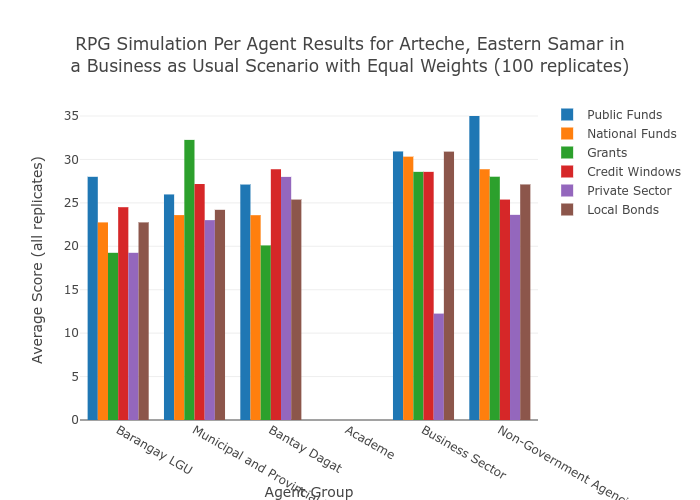 RPG Simulation Per Agent Results for Arteche, Eastern Samar in
a Business as Usual Scenario with Equal Weights (100 replicates)
35
30
25
20
15
10
5
0
Average Score (all replicates)
Public Funds
National Funds
Grants
Credit Windows
Private Sector
Local Bonds
Barangay LGU
Municipal and
Bantay Dagat
Academe
Business Sector
Non-Government
Agent Group